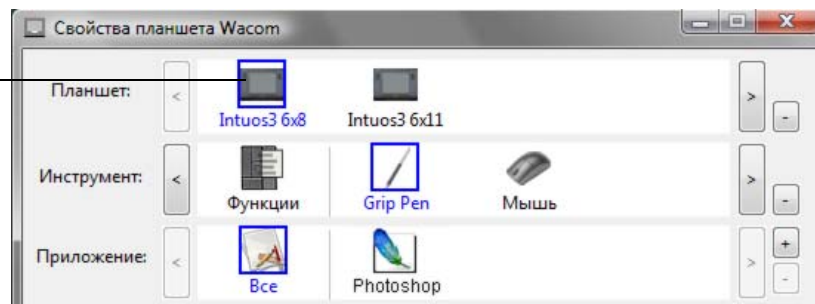 Свойства планшета Wacom
Планшет: < Intuos3 6x8 Intuos3 6x11 > -
Инструмент: < Функции Grip Pen Мышь > -
Приложение: < Все Photoshop > + -